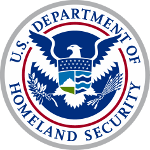 U.S. DEPARTMENT OF
HOMELAND SECURITY